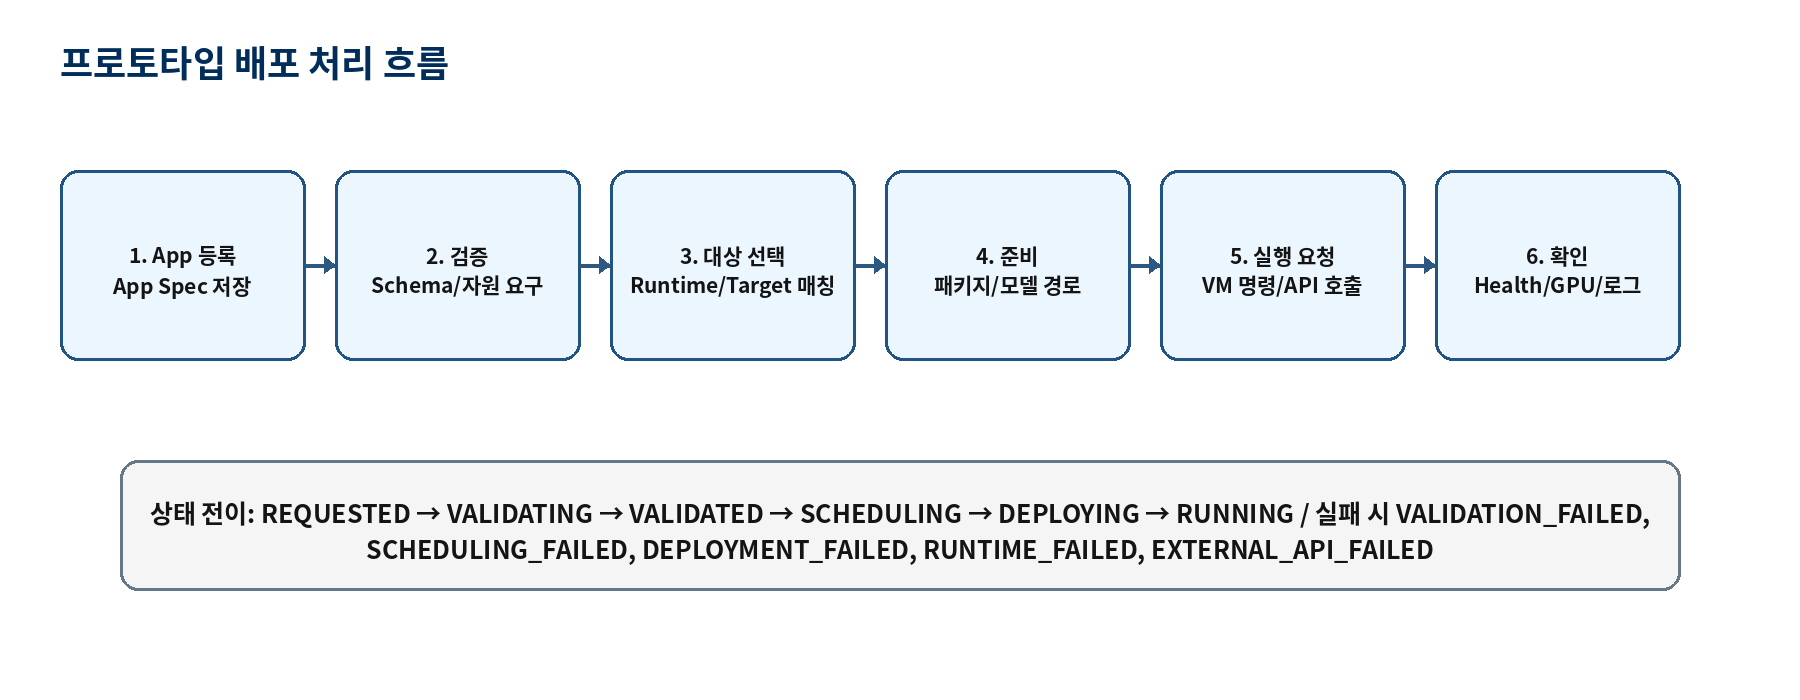 프로토타입 배포 처리 흐름
1. App 등록
App Spec 저장
2. 검증
Schema/자원 요구
3. 대상 선택
Runtime/Target 매칭
4. 준비
패키지/모델 경로
5. 실행 요청
VM 명령/API 호출
6. 확인
Health/GPU/로그
상태 전이: REQUESTED → VALIDATING → VALIDATED → SCHEDULING → DEPLOYING → RUNNING / 실패 시 VALIDATION_FAILED,
SCHEDULING_FAILED, DEPLOYMENT_FAILED, RUNTIME_FAILED, EXTERNAL_API_FAILED